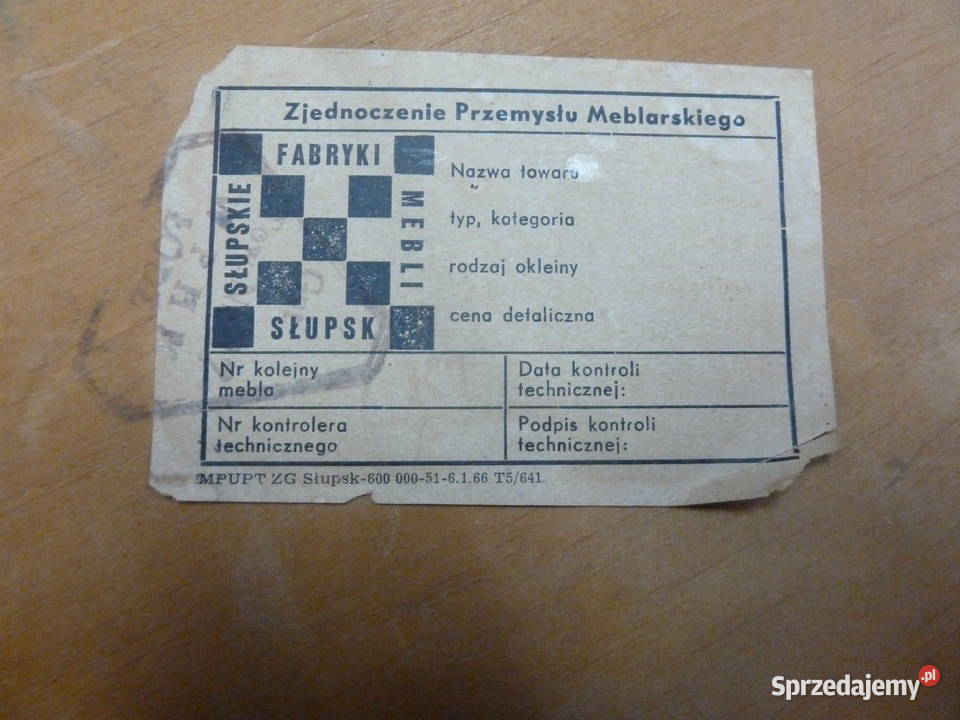 Zjednoczenie Przemysłu Meblarskiego
SŁUPSKIE
FABRYKI
MEBLI
SŁUPSK
Nazwa towaru
typ, kategoria
rodzaj okleiny
cena detaliczna
Nr kolejny
mebla
Data kontroli
technicznej:
Nr kontrolera
technicznego
Podpis kontroli
technicznej:
MPUPT ZG Słupsk-600 000-51-6.1.66 T5/641
Sprzedajemy.pl